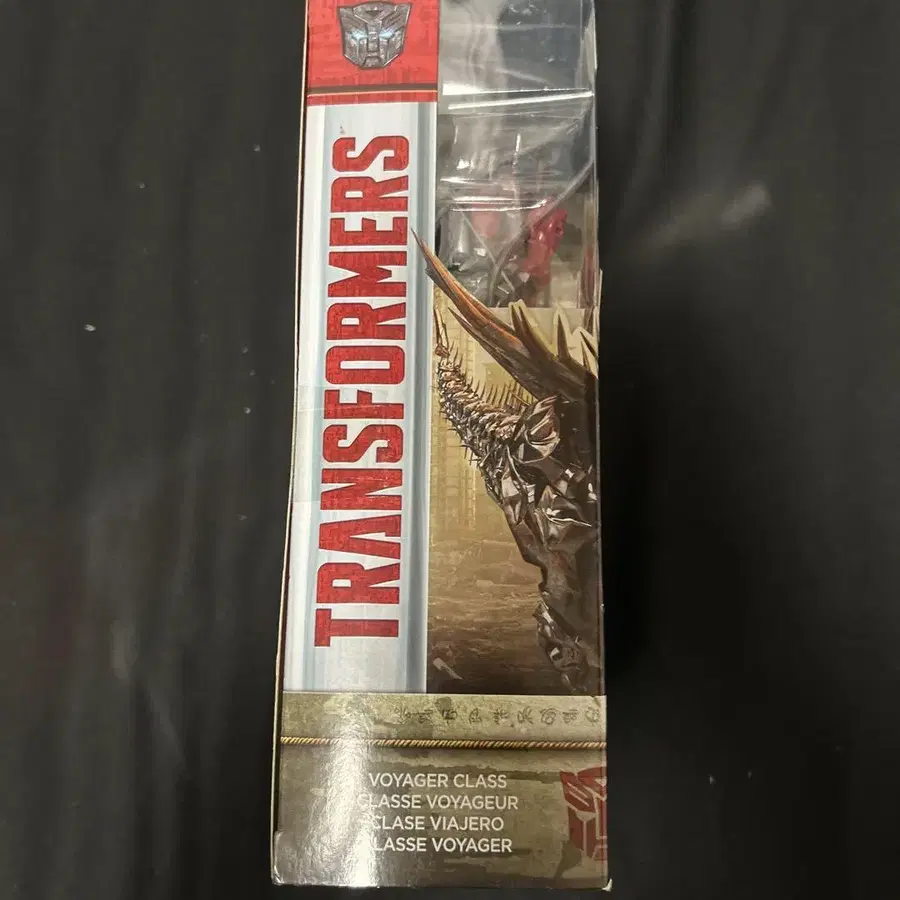 TRANSFORMERS
VOYAGER CLASS
CLASSE VOYAGEUR
CLASE VIAJERO
CLASSE VOYAGER